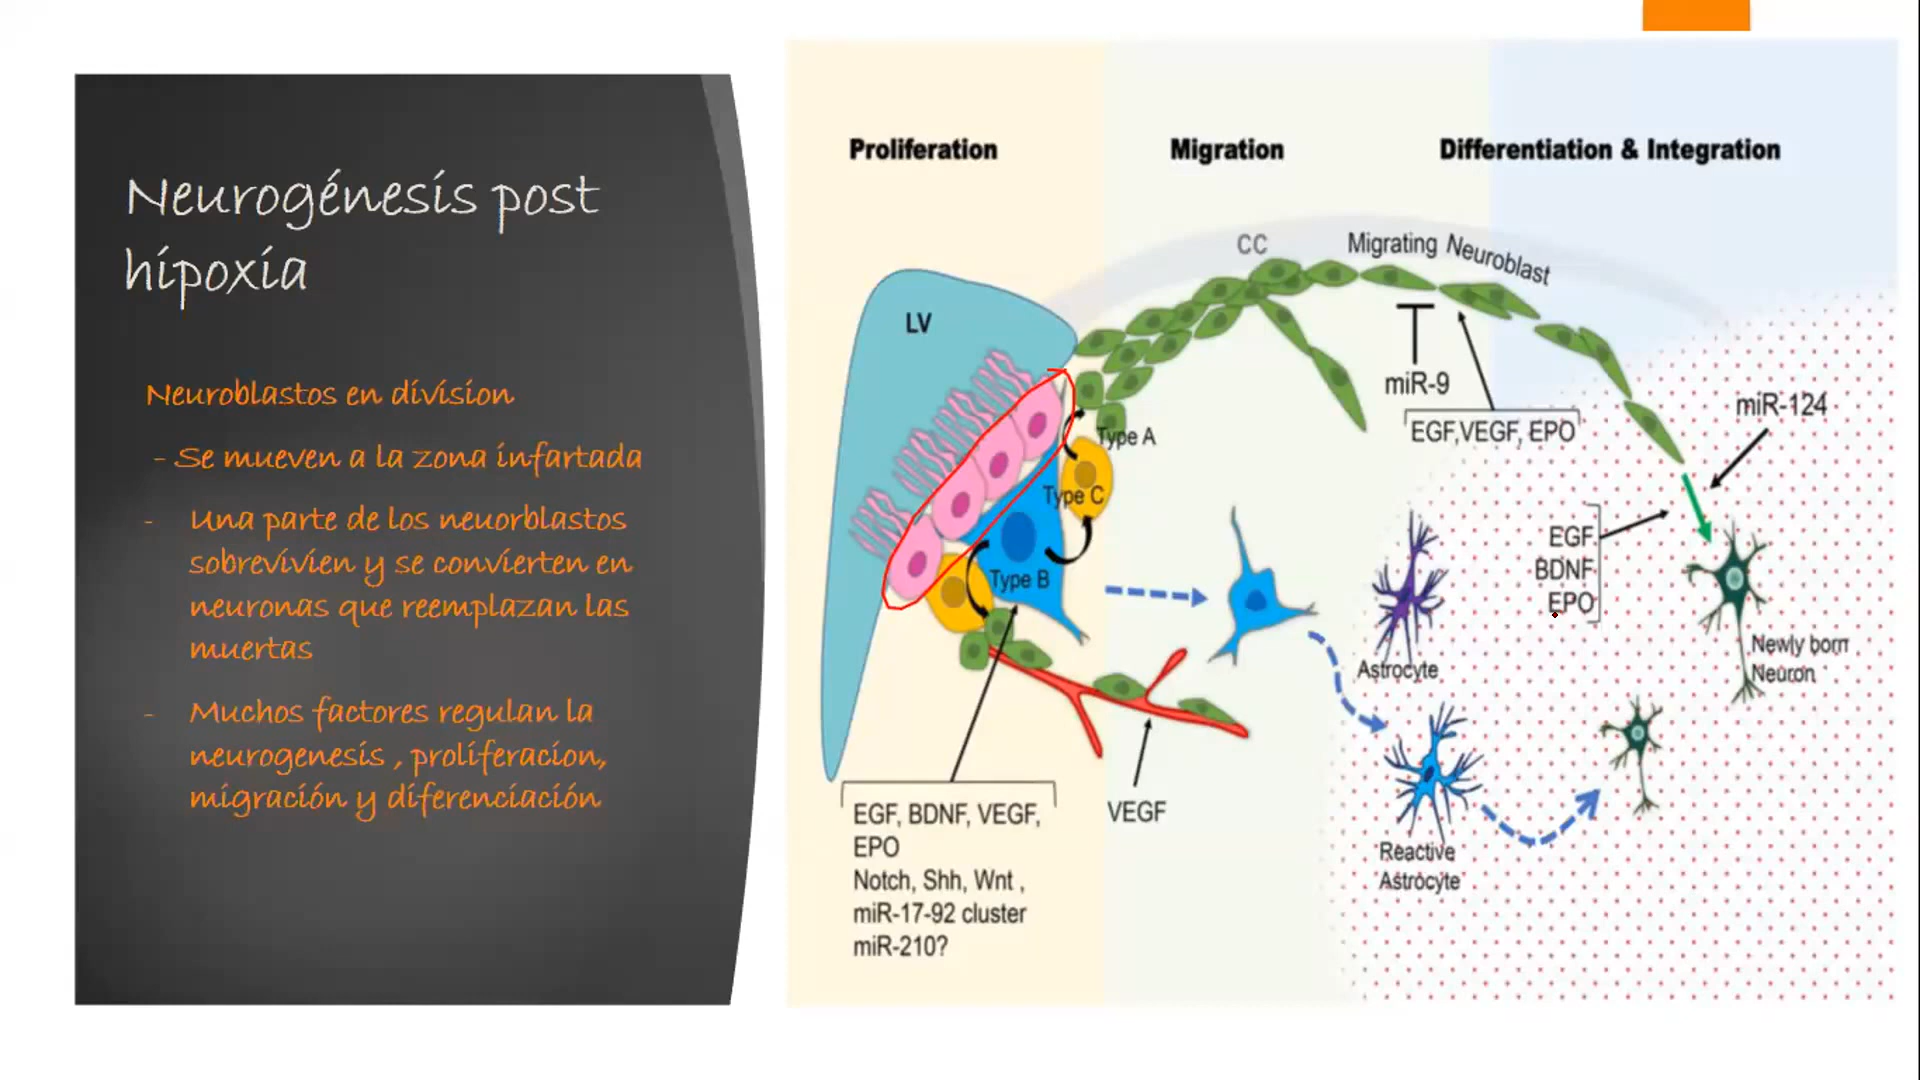 Neurogénesis post
hipoxia
Neuroblastos en division
- Se mueven a la zona infartada
- Una parte de los neuorblastos
sobrevivien y se convierten en
neuronas que reemplazan las
muertas
- Muchos factores regulan la
neurogenesis , proliferacion,
migración y diferenciación
Proliferation
Migration
Differentiation & Integration
CC
Migrating Neuroblast
LV
miR-9
EGF,VEGF, EPO
miR-124
Type A
Type C
Type B
EGF
BDNF
EPO
Astrocyte
Newly born
Neuron
VEGF
EGF, BDNF, VEGF,
EPO
Notch, Shh, Wnt ,
miR-17-92 cluster
miR-210?
Reactive
Astrocyte